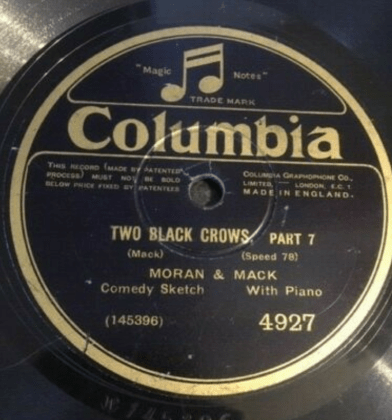 "Magic Notes"
TRADE MARK
Columbia
THIS RECORD (MADE BY PATENTED
PROCESS) MUST NOT BE SOLD
BELOW PRICE FIXED BY PATENTEES
COLUMBIA GRAPHOPHONE CO.,
LIMITED, — LONDON, E.C. 1.
MADE IN ENGLAND.
TWO BLACK CROWS, PART 7
(Mack) (Speed 78)
MORAN & MACK
Comedy Sketch With Piano
(145396) 4927